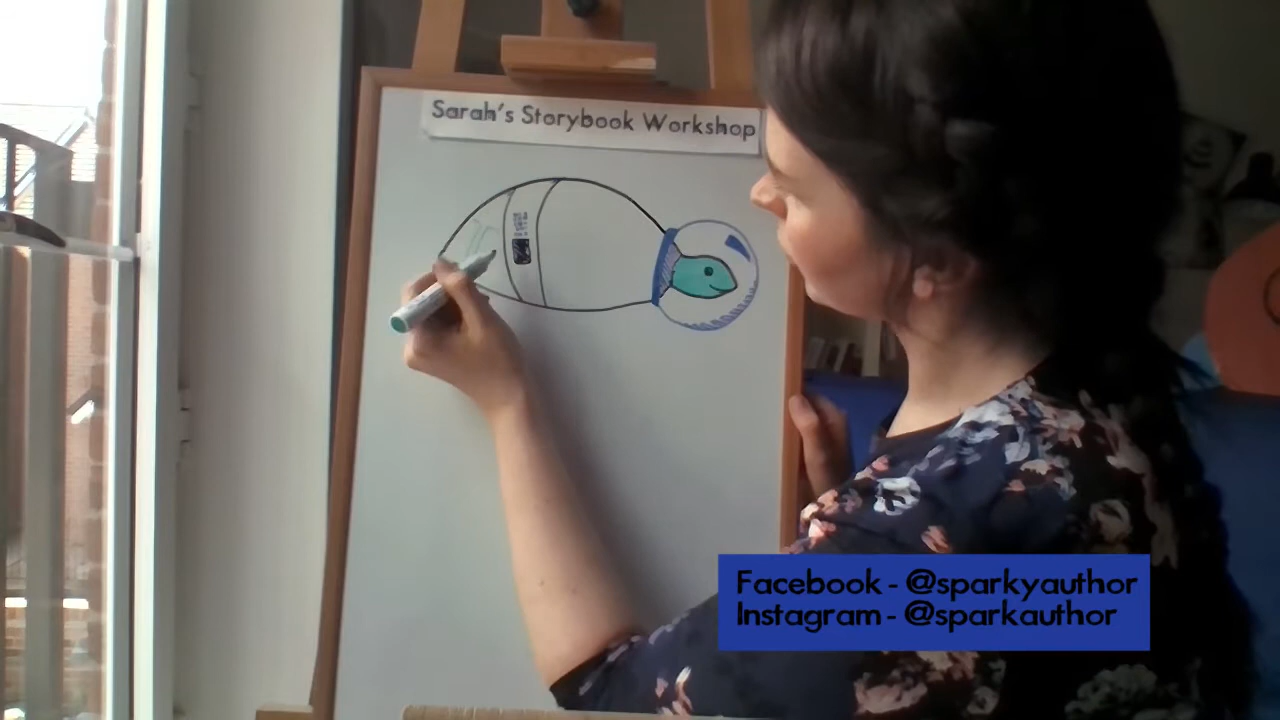 Sarah's Storybook Workshop
Facebook - @sparkyauthor
Instagram - @sparkauthor